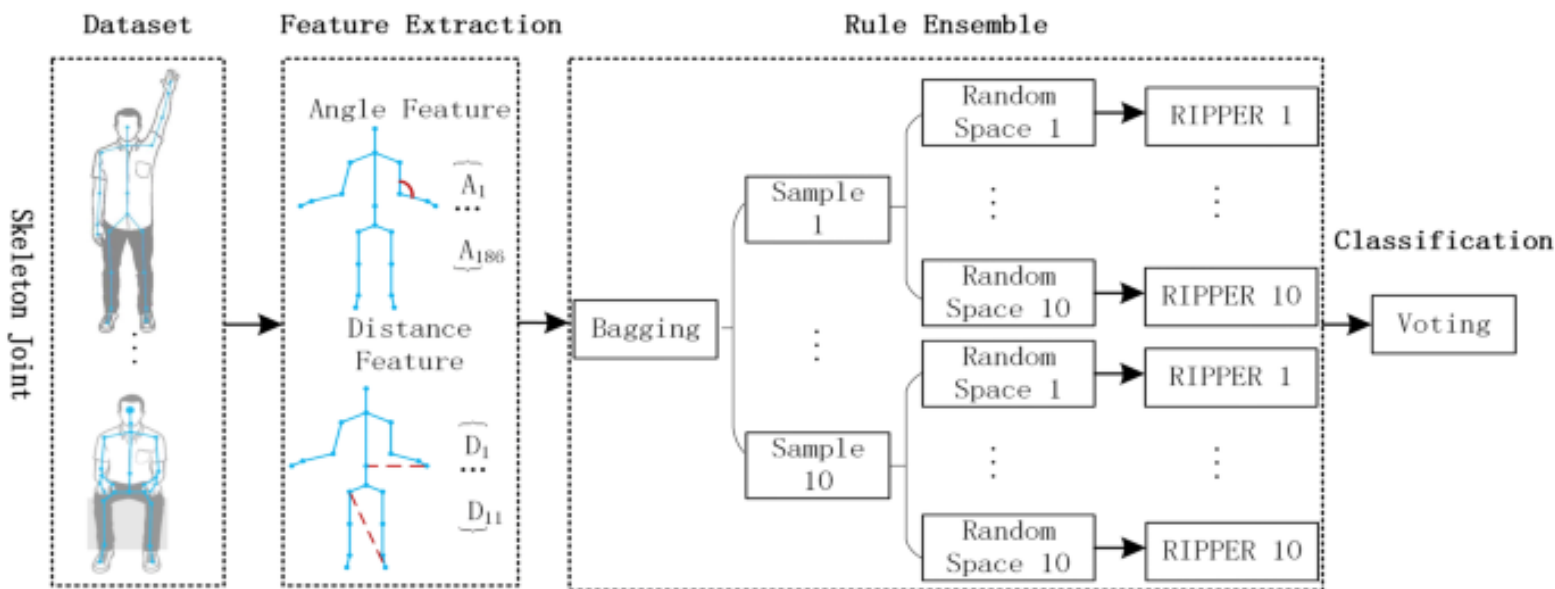 Dataset
Feature Extraction
Rule Ensemble
Skeleton Joint
Angle Feature
A1
...
A186
Distance
Feature
D1
...
D11
Bagging
Sample
1
Sample
10
Random
Space 1
RIPPER 1
Random
Space 10
RIPPER 10
Random
Space 1
RIPPER 1
Random
Space 10
RIPPER 10
Classification
Voting